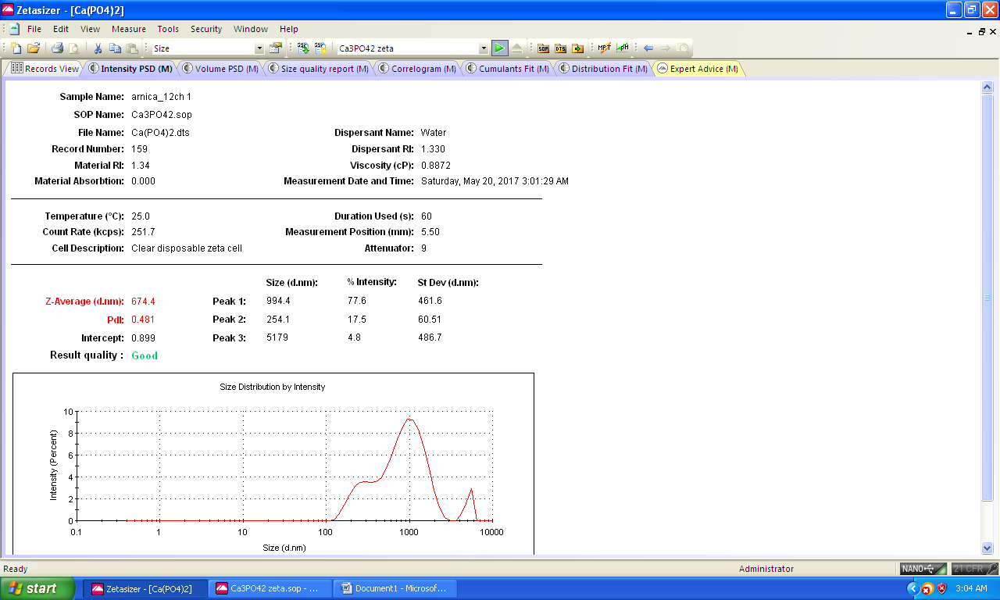 Zetasizer - [Ca(PO4)2]
File Edit View Measure Tools Security Window Help
Size Ca3PO42 zeta SOP DTS MPT pH
Records View Intensity PSD (M) Volume PSD (M) Size quality report (M) Correlogram (M) Cumulants Fit (M) Distribution Fit (M) Expert Advice (M)
Sample Name: arnica_12ch 1
SOP Name: Ca3PO42.sop
File Name: Ca(PO4)2.dts Dispersant Name: Water
Record Number: 159 Dispersant RI: 1.330
Material RI: 1.34 Viscosity (cP): 0.8872
Material Absorbtion: 0.000 Measurement Date and Time: Saturday, May 20, 2017 3:01:29 AM
Temperature (°C): 25.0 Duration Used (s): 60
Count Rate (kcps): 251.7 Measurement Position (mm): 5.50
Cell Description: Clear disposable zeta cell Attenuator: 9
Size (d.nm): % Intensity: St Dev (d.nm):
Z-Average (d.nm): 674.4 Peak 1: 994.4 77.6 461.6
PdI: 0.481 Peak 2: 254.1 17.5 60.51
Intercept: 0.899 Peak 3: 5179 4.8 486.7
Result quality : Good
Size Distribution by Intensity
Intensity (Percent)
10
8
6
4
2
0
0.1 1 10 100 1000 10000
Size (d.nm)
Ready Administrator NANO 21 CFR
start Zetasizer - [Ca(PO4)2] Ca3PO42 zeta.sop - ... Document1 - Microsof... 3:04 AM